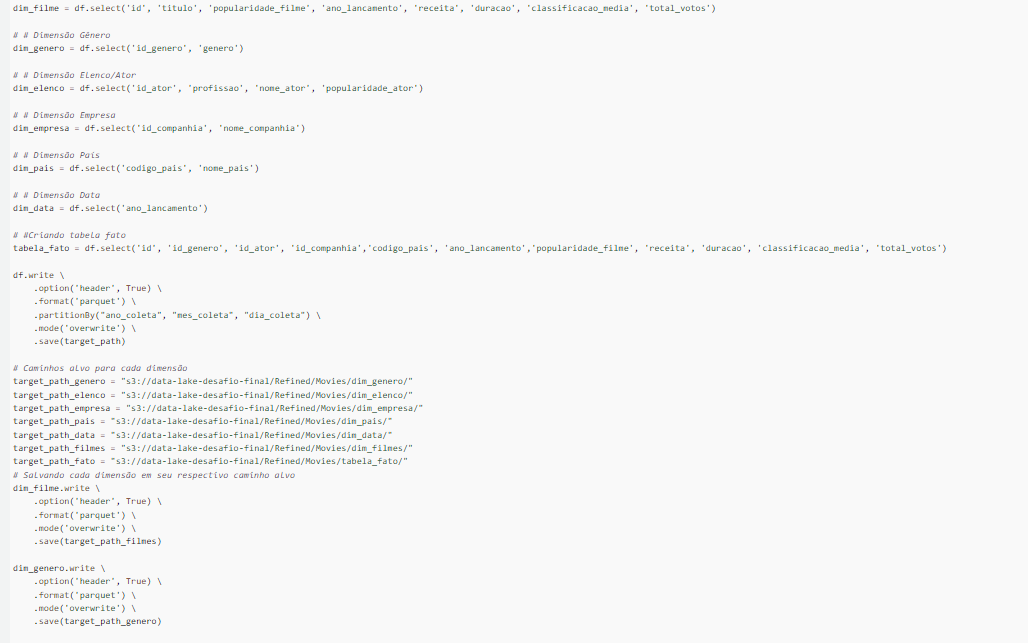 dim_filme = df.select('id', 'titulo', 'popularidade_filme', 'ano_lancamento', 'receita', 'duracao', 'classificacao_media', 'total_votos')
# # Dimensão Gênero
dim_genero = df.select('id_genero', 'genero')
# # Dimensão Elenco/Ator
dim_elenco = df.select('id_ator', 'profissao', 'nome_ator', 'popularidade_ator')
# # Dimensão Empresa
dim_empresa = df.select('id_companhia', 'nome_companhia')
# # Dimensão País
dim_pais = df.select('codigo_pais', 'nome_pais')
# # Dimensão Data
dim_data = df.select('ano_lancamento')
# #Criando tabela fato
tabela_fato = df.select('id', 'id_genero', 'id_ator', 'id_companhia','codigo_pais', 'ano_lancamento','popularidade_filme', 'receita', 'duracao', 'classificacao_media', 'total_votos')
df.write \
    .option('header', True) \
    .format('parquet') \
    .partitionBy("ano_coleta", "mes_coleta", "dia_coleta") \
    .mode('overwrite') \
    .save(target_path)
# Caminhos alvo para cada dimensão
target_path_genero = "s3://data-lake-desafio-final/Refined/Movies/dim_genero/"
target_path_elenco = "s3://data-lake-desafio-final/Refined/Movies/dim_elenco/"
target_path_empresa = "s3://data-lake-desafio-final/Refined/Movies/dim_empresa/"
target_path_pais = "s3://data-lake-desafio-final/Refined/Movies/dim_pais/"
target_path_data = "s3://data-lake-desafio-final/Refined/Movies/dim_data/"
target_path_filmes = "s3://data-lake-desafio-final/Refined/Movies/dim_filmes/"
target_path_fato = "s3://data-lake-desafio-final/Refined/Movies/tabela_fato/"
# Salvando cada dimensão em seu respectivo caminho alvo
dim_filme.write \
    .option('header', True) \
    .format('parquet') \
    .mode('overwrite') \
    .save(target_path_filmes)
dim_genero.write \
    .option('header', True) \
    .format('parquet') \
    .mode('overwrite') \
    .save(target_path_genero)